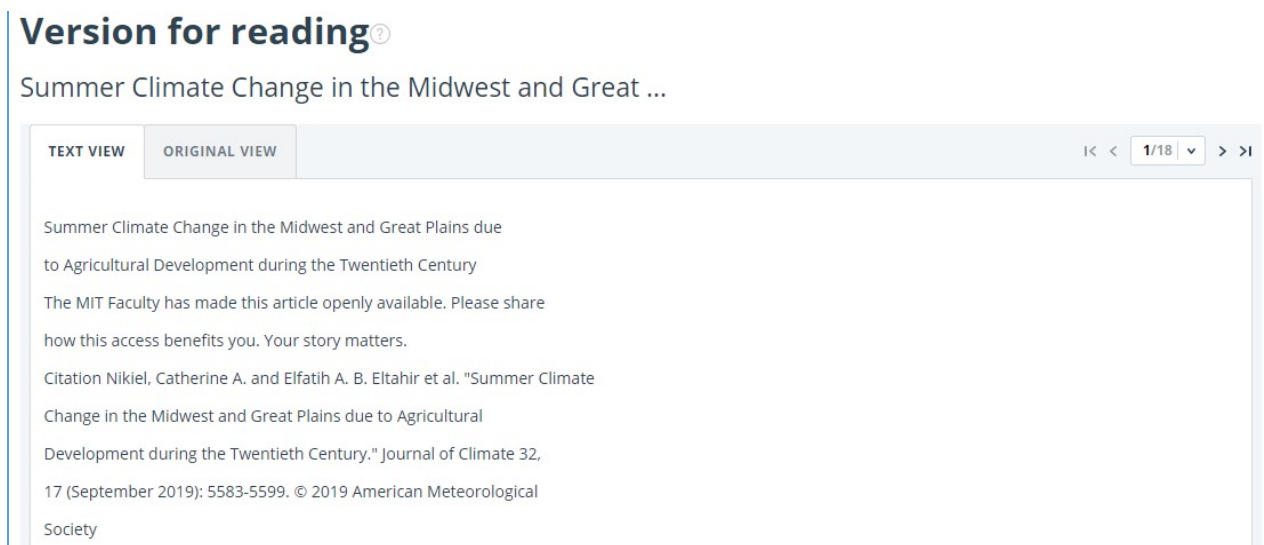 Version for reading
Summer Climate Change in the Midwest and Great ...
TEXT VIEW ORIGINAL VIEW 1/18
Summer Climate Change in the Midwest and Great Plains due
to Agricultural Development during the Twentieth Century
The MIT Faculty has made this article openly available. Please share
how this access benefits you. Your story matters.
Citation Nikiel, Catherine A. and Elfatih A. B. Eltahir et al. "Summer Climate
Change in the Midwest and Great Plains due to Agricultural
Development during the Twentieth Century." Journal of Climate 32,
17 (September 2019): 5583-5599. © 2019 American Meteorological
Society